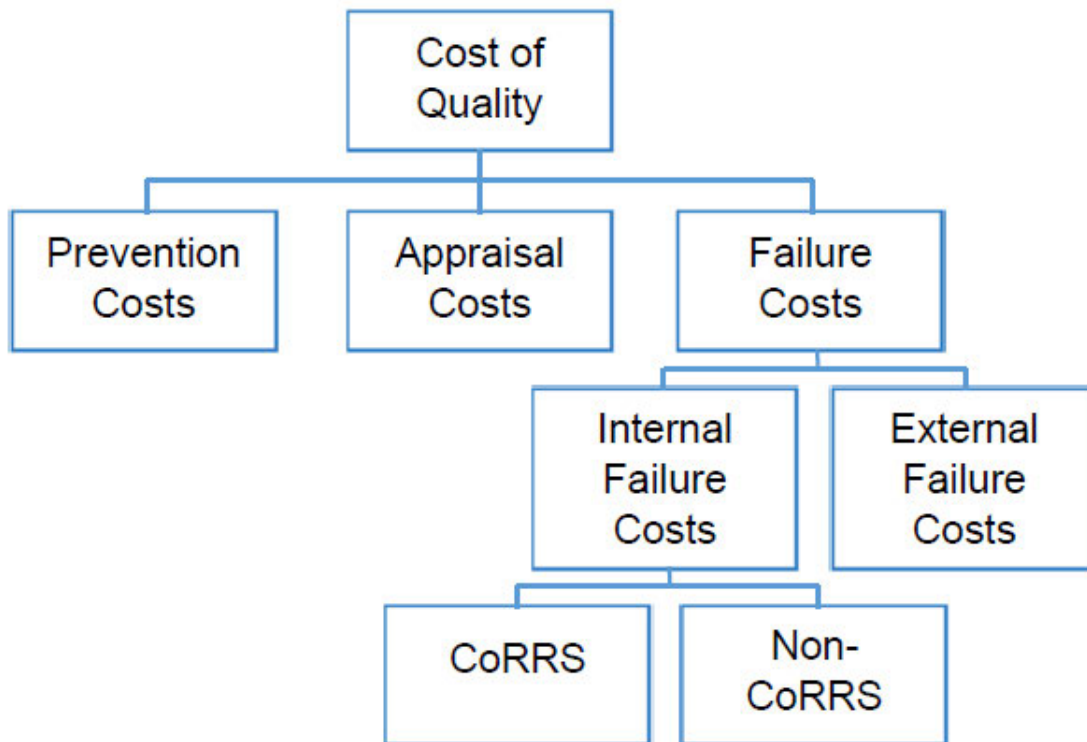 Cost of
Quality
Prevention
Costs
Appraisal
Costs
Failure
Costs
Internal
Failure
Costs
External
Failure
Costs
CoRRS
Non-
CoRRS